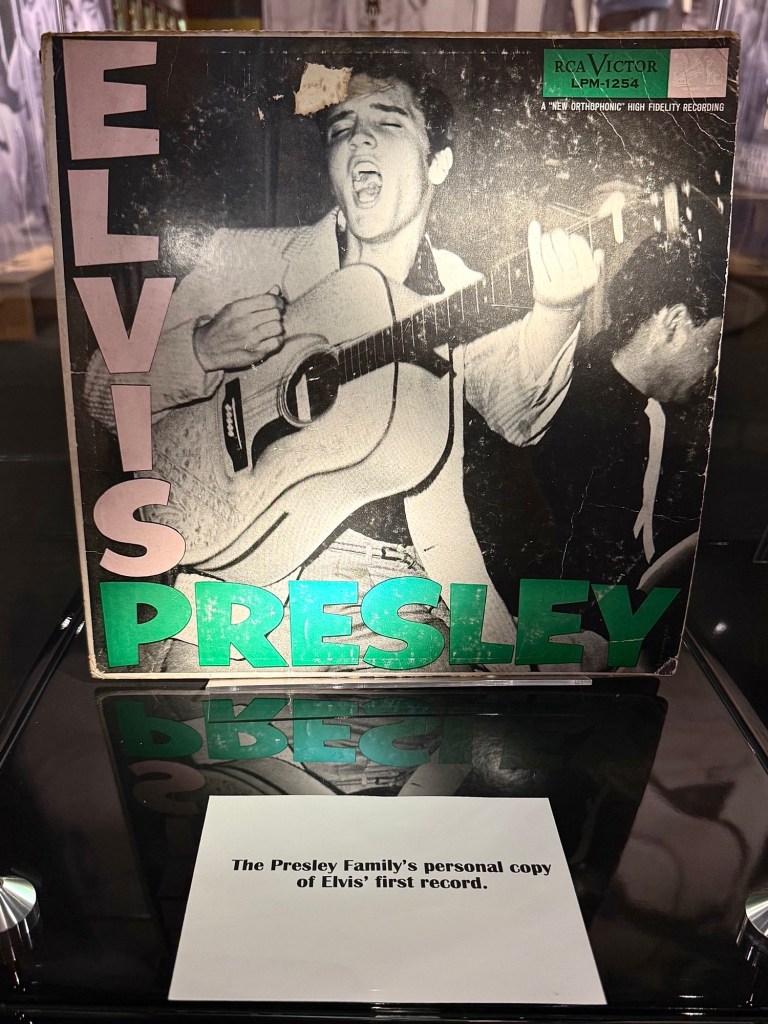 ELVIS
PRESLEY
RCA VICTOR
LPM-1254
A "NEW ORTHOPHONIC" HIGH FIDELITY RECORDING
The Presley Family's personal copy
of Elvis' first record.